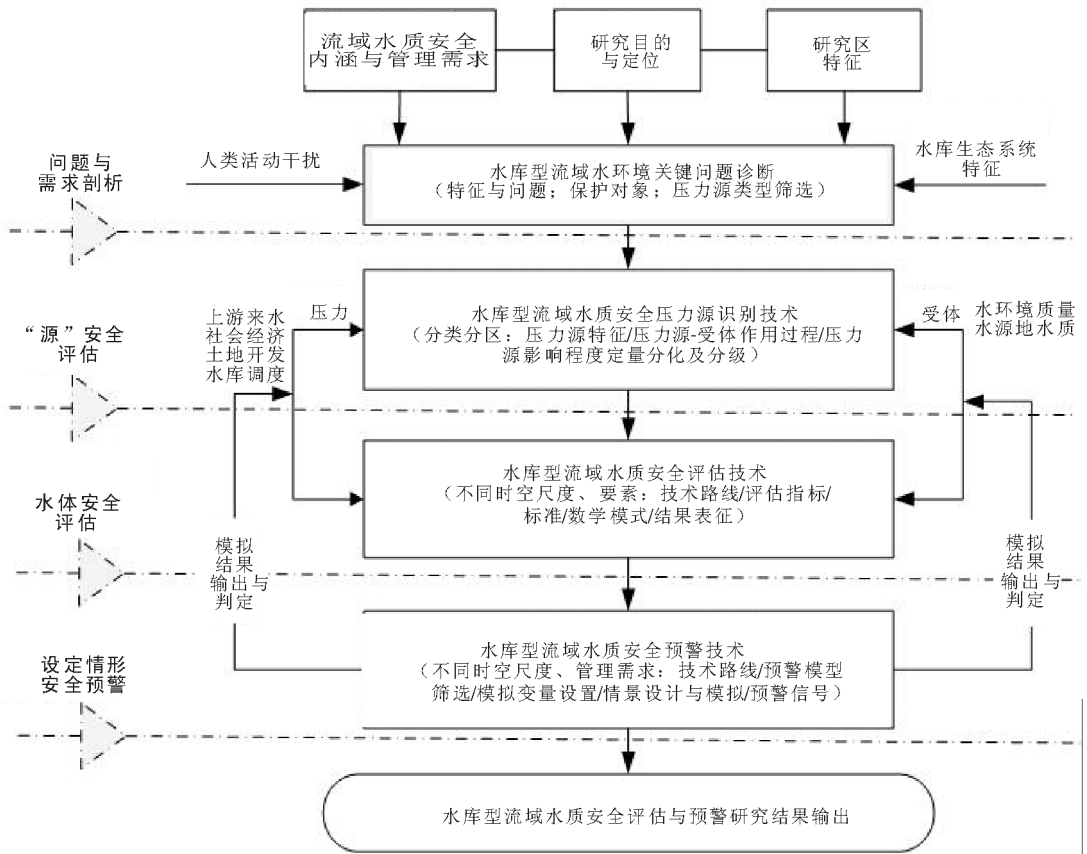 流域水质安全
内涵与管理需求
研究目的
与定位
研究区
特征
问题与
需求剖析
人类活动干扰
水库型流域水环境关键问题诊断
（特征与问题；保护对象；压力源类型筛选）
水库生态系统
特征
“源”安全
评估
上游来水
社会经济
土地开发
水库调度
压力
水库型流域水质安全压力源识别技术
（分类分区：压力源特征/压力源-受体作用过程/压力
源影响程度定量分化及分级）
受体
水环境质量
水源地水质
水体安全
评估
水库型流域水质安全评估技术
（不同时空尺度、要素：技术路线/评估指标/
标准/数学模式/结果表征）
模拟
结果
输出与
判定
模拟
结果
输出与
判定
设定情形
安全预警
水库型流域水质安全预警技术
（不同时空尺度、管理需求：技术路线/预警模型
筛选/模拟变量设置/情景设计与模拟/预警信号）
水库型流域水质安全评估与预警研究结果输出